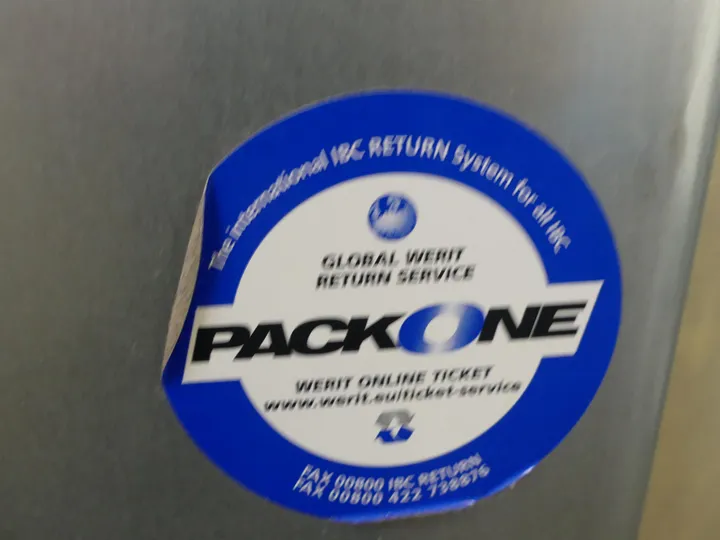 The international IBC RETURN System for all IBC
GLOBAL WERIT
RETURN SERVICE
PACKONE
WERIT ONLINE TICKET
www.werit.eu/ticket-service
FAX 00800 IBC RETURN
FAX 00800 422 738876